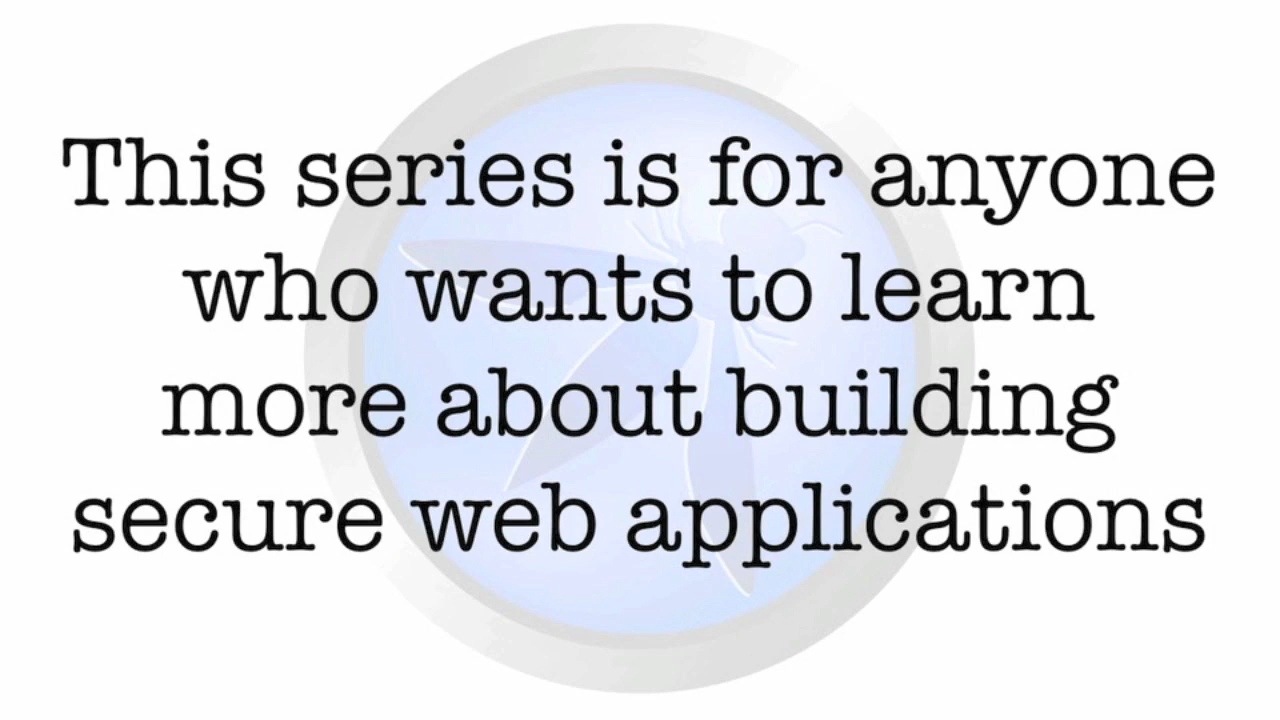 This series is for anyone
who wants to learn
more about building
secure web applications